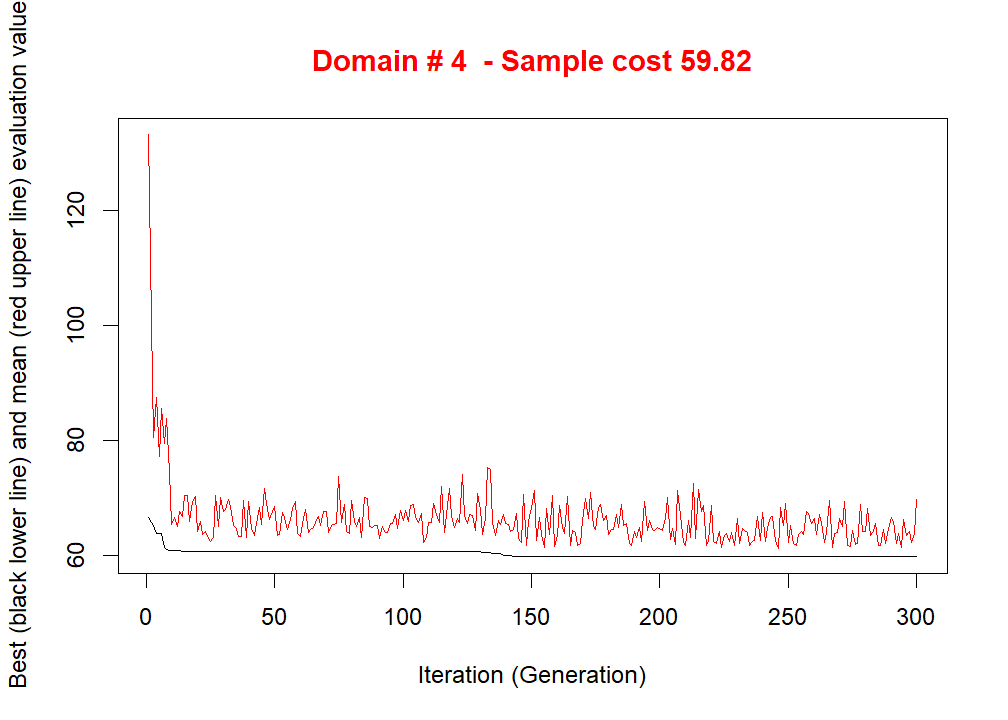 Domain # 4  - Sample cost 59.82
Best (black lower line) and mean (red upper line) evaluation value
120
100
80
60
0 50 100 150 200 250 300
Iteration (Generation)